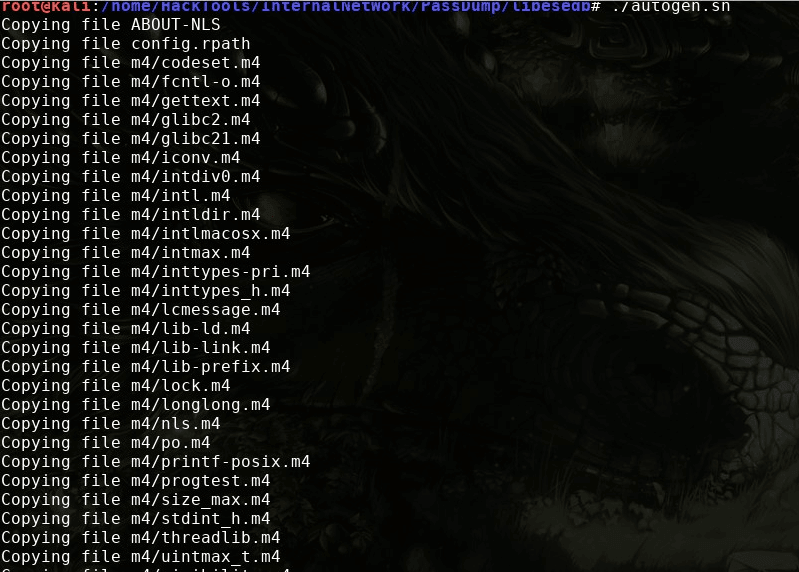 root@kali:/home/HackTools/InternalNetwork/PassDump/libesedb# ./autogen.sh
Copying file ABOUT-NLS
Copying file config.rpath
Copying file m4/codeset.m4
Copying file m4/fcntl-o.m4
Copying file m4/gettext.m4
Copying file m4/glibc2.m4
Copying file m4/glibc21.m4
Copying file m4/iconv.m4
Copying file m4/intdiv0.m4
Copying file m4/intl.m4
Copying file m4/intldir.m4
Copying file m4/intlmacosx.m4
Copying file m4/intmax.m4
Copying file m4/inttypes-pri.m4
Copying file m4/inttypes_h.m4
Copying file m4/lcmessage.m4
Copying file m4/lib-ld.m4
Copying file m4/lib-link.m4
Copying file m4/lib-prefix.m4
Copying file m4/lock.m4
Copying file m4/longlong.m4
Copying file m4/nls.m4
Copying file m4/po.m4
Copying file m4/printf-posix.m4
Copying file m4/progtest.m4
Copying file m4/size_max.m4
Copying file m4/stdint_h.m4
Copying file m4/threadlib.m4
Copying file m4/uintmax_t.m4